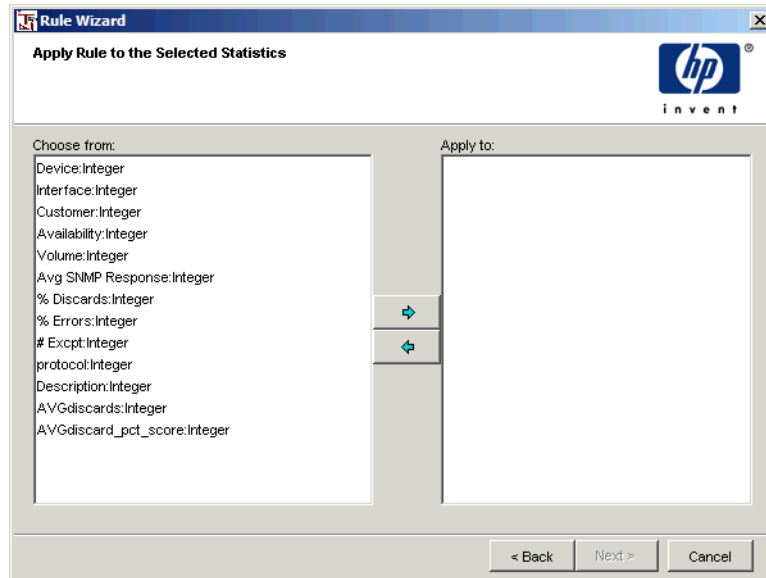 Rule Wizard
Apply Rule to the Selected Statistics
hp
®
invent
Choose from:
Apply to:
Device:Integer
Interface:Integer
Customer:Integer
Availability:Integer
Volume:Integer
Avg SNMP Response:Integer
% Discards:Integer
% Errors:Integer
# Excpt:Integer
protocol:Integer
Description:Integer
AVGdiscards:Integer
AVGdiscard_pct_score:Integer
< Back
Next >
Cancel